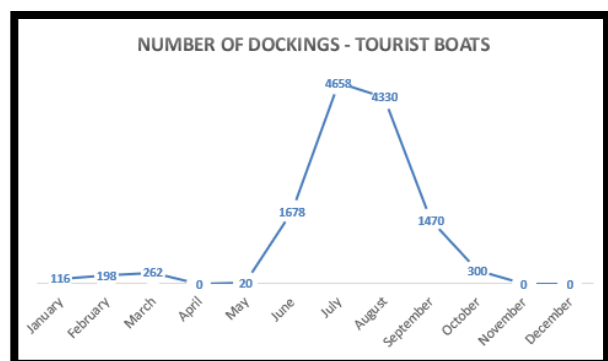 NUMBER OF DOCKINGS - TOURIST BOATS
4658
4330
1678
1470
116
198
262
0
20
300
0
0
January
February
March
April
May
June
July
August
September
October
November
December